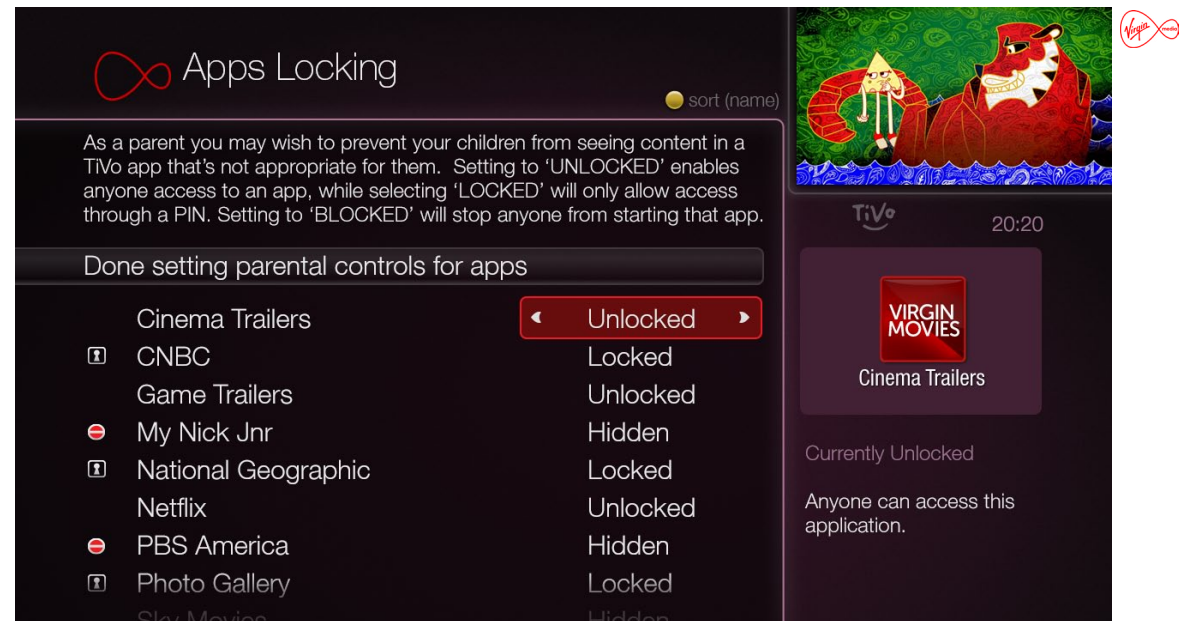 Virgin media
Apps Locking
sort (name)
As a parent you may wish to prevent your children from seeing content in a
TiVo app that's not appropriate for them.  Setting to 'UNLOCKED' enables
anyone access to an app, while selecting 'LOCKED' will only allow access
through a PIN. Setting to 'BLOCKED' will stop anyone from starting that app.
TiVo
20:20
Done setting parental controls for apps
Cinema Trailers Unlocked
CNBC Locked
Game Trailers Unlocked
My Nick Jnr Hidden
National Geographic Locked
Netflix Unlocked
PBS America Hidden
Photo Gallery Locked
Sky Movies Hidden
VIRGIN
MOVIES
Cinema Trailers
Currently Unlocked
Anyone can access this
application.